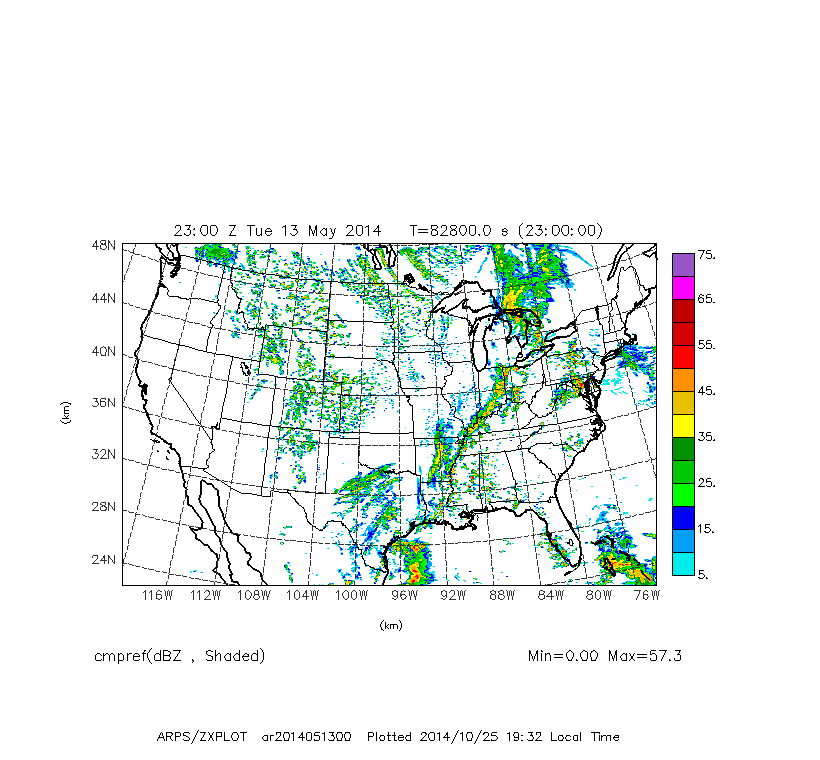 23:00 Z Tue 13 May 2014 T=82800.0 s (23:00:00)
48N
44N
40N
36N
32N
28N
24N
(km)
75.
65.
55.
45.
35.
25.
15.
5.
116W 112W 108W 104W 100W 96W 92W 88W 84W 80W 76W
(km)
cmpref(dBZ , Shaded) Min=0.00 Max=57.3
ARPS/ZXPLOT ar2014051300 Plotted 2014/10/25 19:32 Local Time